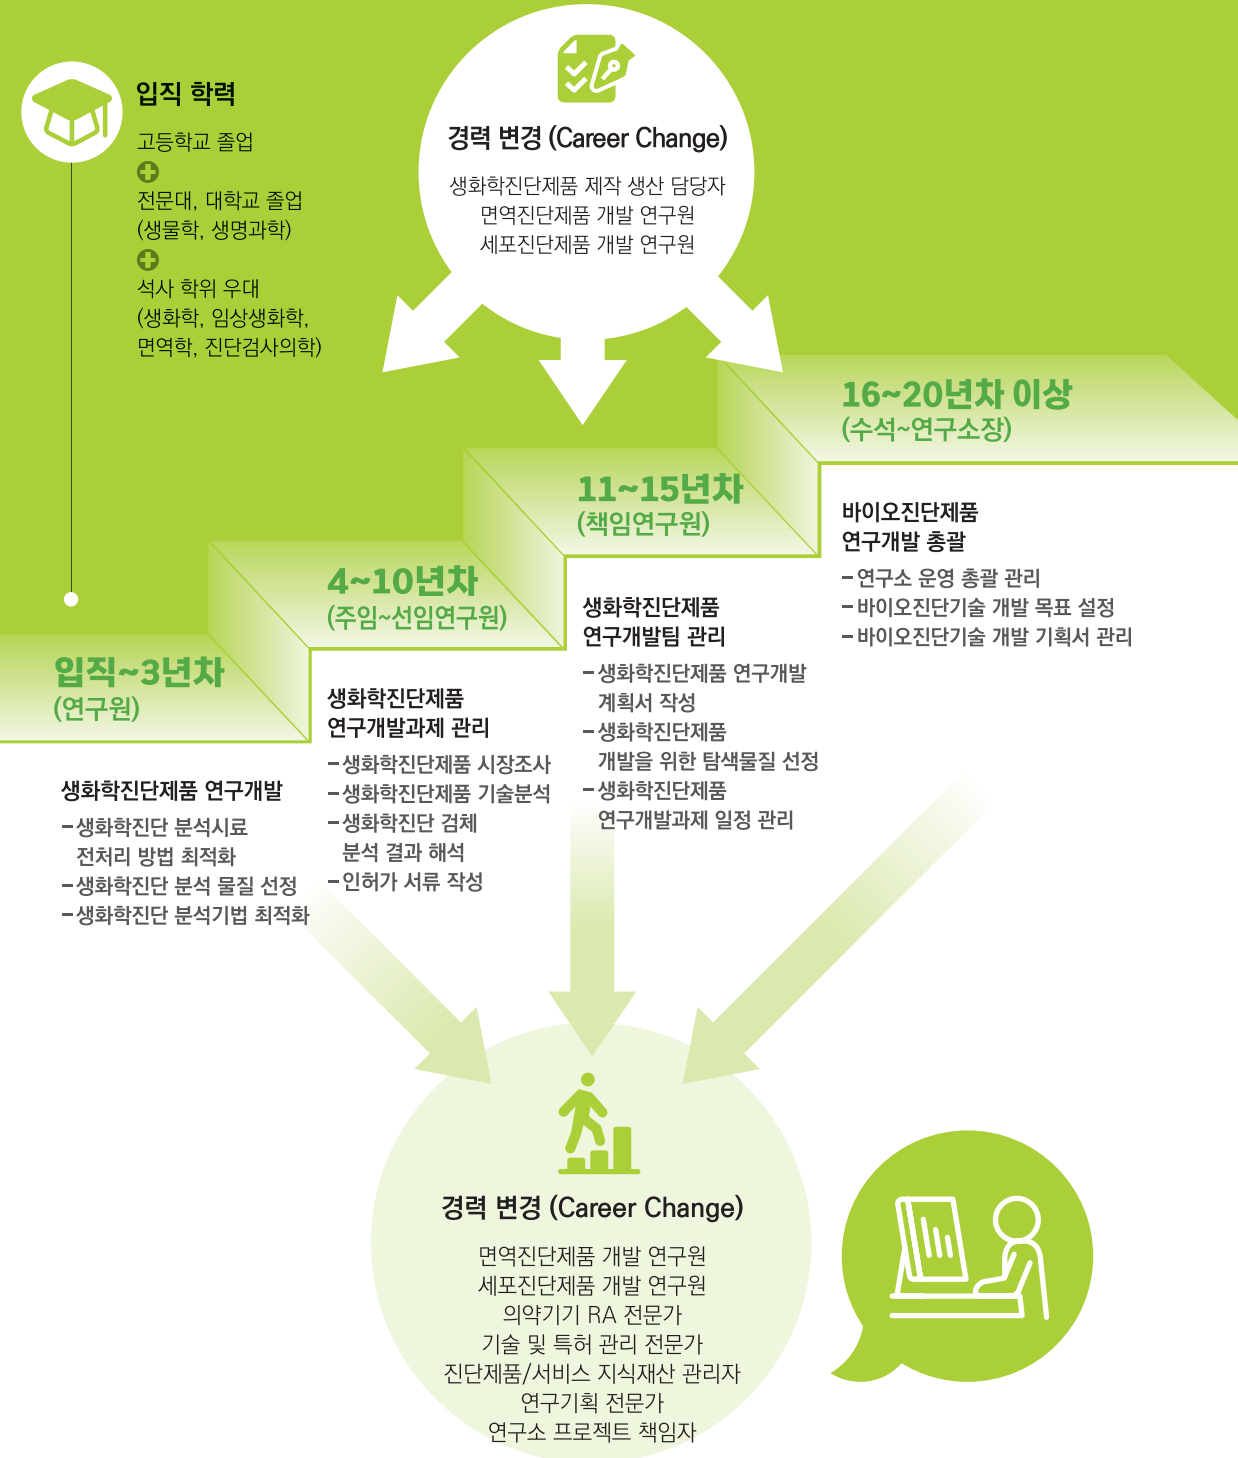 입직 학력
고등학교 졸업
전문대, 대학교 졸업
(생물학, 생명과학)
석사 학위 우대
(생화학, 임상생화학,
면역학, 진단검사의학)
경력 변경 (Career Change)
생화학진단제품 제작 생산 담당자
면역진단제품 개발 연구원
세포진단제품 개발 연구원
입직~3년차
(연구원)
생화학진단제품 연구개발
- 생화학진단 분석시료
전처리 방법 최적화
- 생화학진단 분석 물질 선정
- 생화학진단 분석기법 최적화
4~10년차
(주임~선임연구원)
생화학진단제품
연구개발과제 관리
- 생화학진단제품 시장조사
- 생화학진단제품 기술분석
- 생화학진단 검체
분석 결과 해석
- 인허가 서류 작성
11~15년차
(책임연구원)
생화학진단제품
연구개발팀 관리
- 생화학진단제품 연구개발
계획서 작성
- 생화학진단제품
개발을 위한 탐색물질 선정
- 생화학진단제품
연구개발과제 일정 관리
16~20년차 이상
(수석~연구소장)
바이오진단제품
연구개발 총괄
- 연구소 운영 총괄 관리
- 바이오진단기술 개발 목표 설정
- 바이오진단기술 개발 기획서 관리
경력 변경 (Career Change)
면역진단제품 개발 연구원
세포진단제품 개발 연구원
의약기기 RA 전문가
기술 및 특허 관리 전문가
진단제품/서비스 지식재산 관리자
연구기획 전문가
연구소 프로젝트 책임자